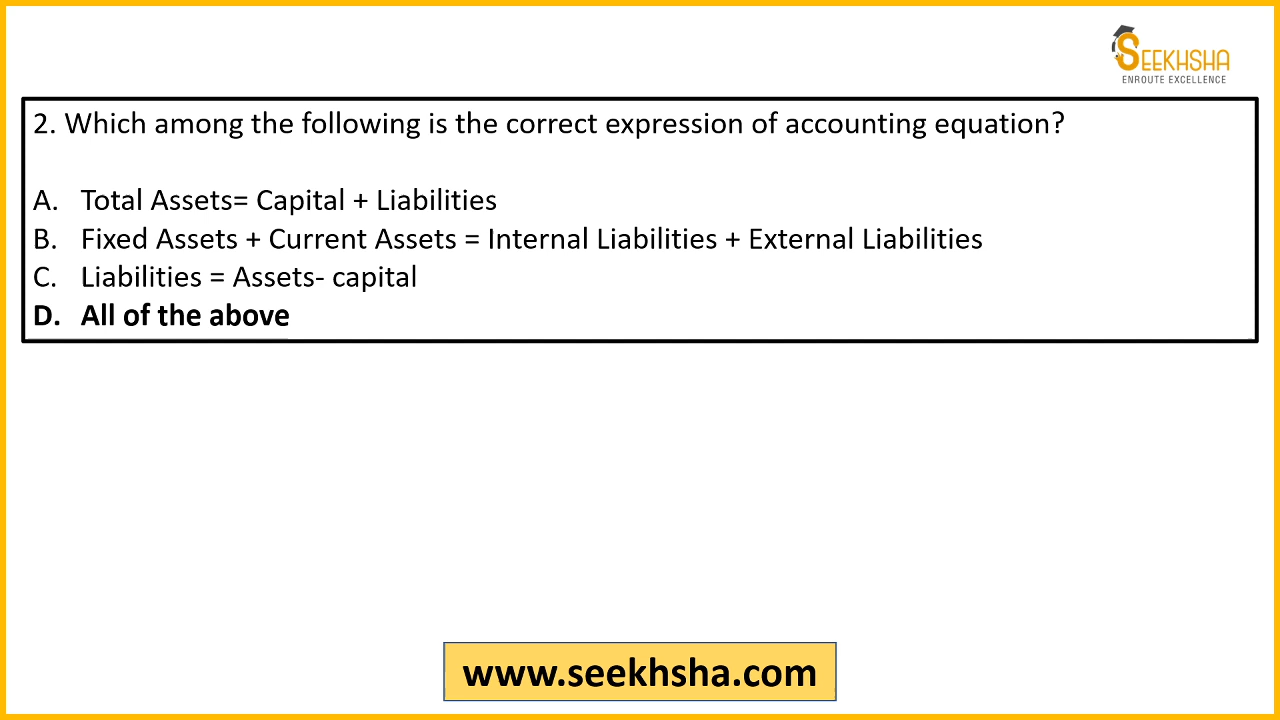 SEEKHSHA
ENROUTE EXCELLENCE
2. Which among the following is the correct expression of accounting equation?
A. Total Assets= Capital + Liabilities
B. Fixed Assets + Current Assets = Internal Liabilities + External Liabilities
C. Liabilities = Assets- capital
D. All of the above
www.seekhsha.com